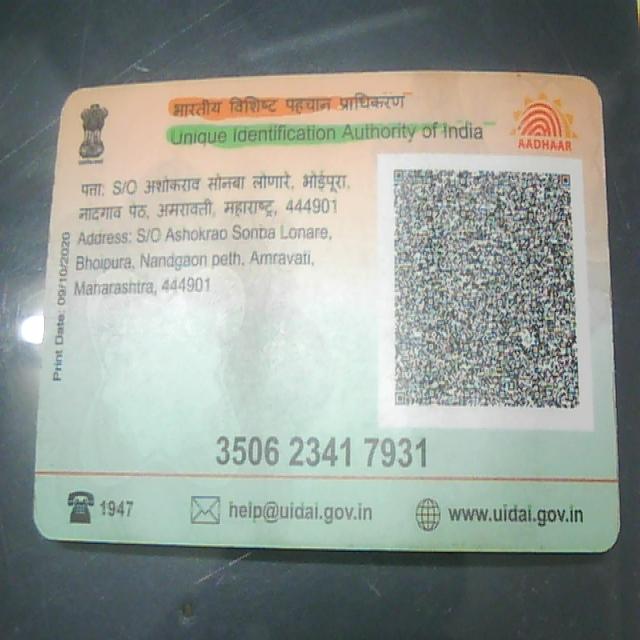 भारतीय विशिष्ट पहचान प्राधिकरण
Unique Identification Authority of India
AADHAAR
पत्ता: S/O अशोकराव सोनबा लोणारे, भोईपूरा,
नांदगाव पेठ, अमरावती, महाराष्ट्र, 444901
Address: S/O Ashokrao Sonba Lonare,
Bhoipura, Nandgaon peth, Amravati,
Maharashtra, 444901
Print Date: 09/10/2020
3506 2341 7931
1947
help@uidai.gov.in
www.uidai.gov.in